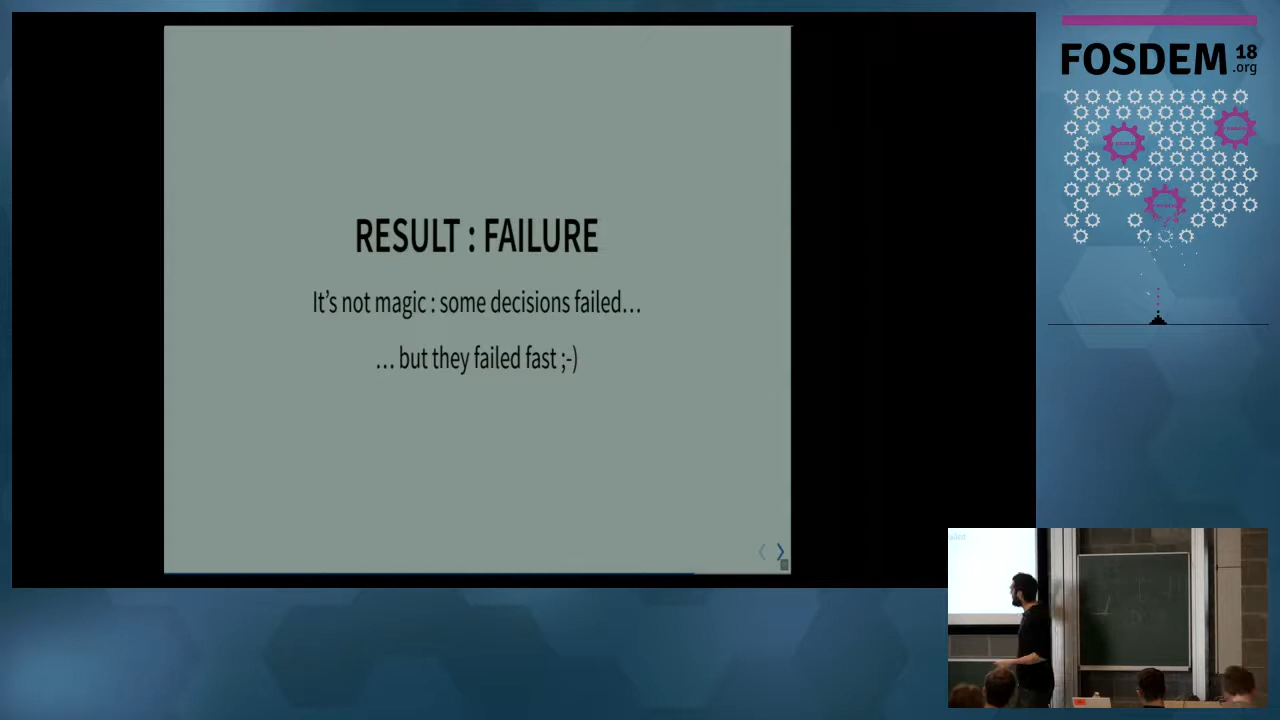 RESULT : FAILURE
It's not magic : some decisions failed…
… but they failed fast ;-)
FOSDEM 18
.org